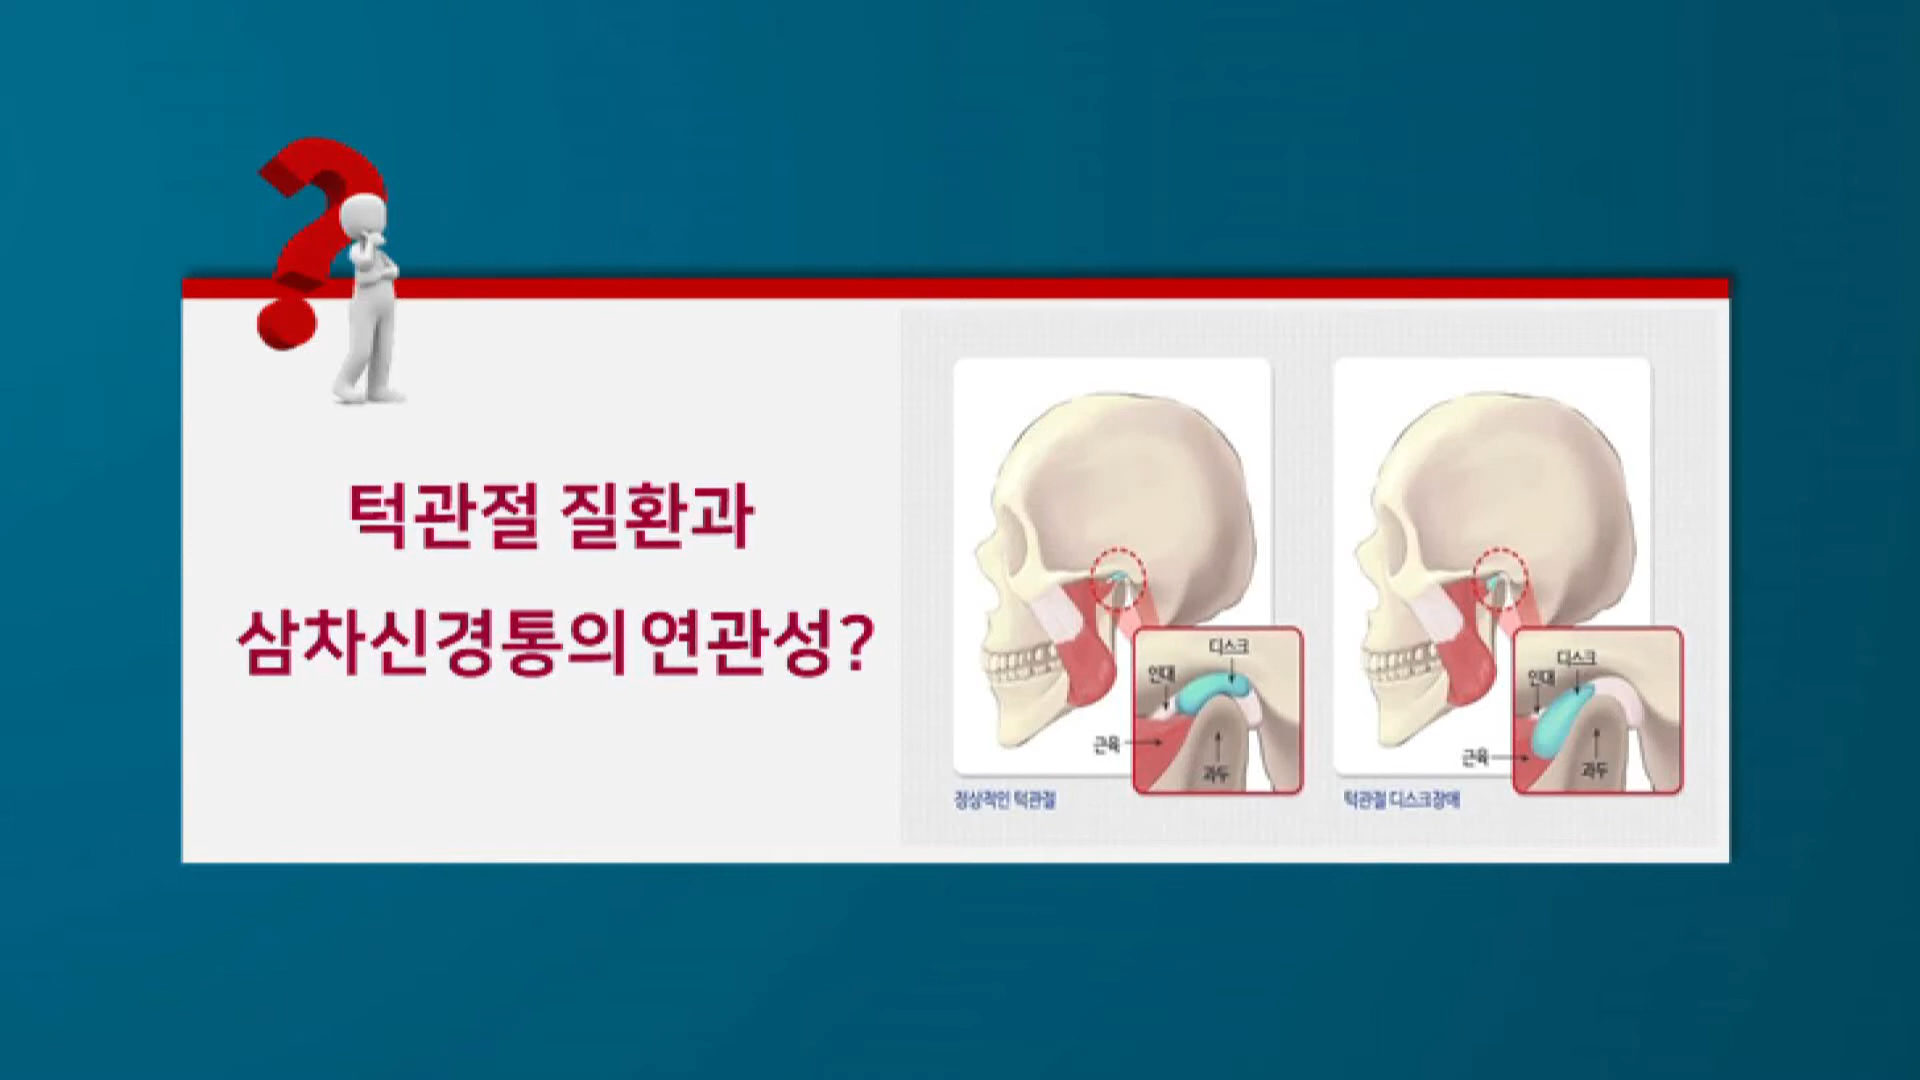 턱관절 질환과
삼차신경통의 연관성?
디스크
인대
근육
과두
정상적인 턱관절
디스크
인대
근육
과두
턱관절 디스크장애